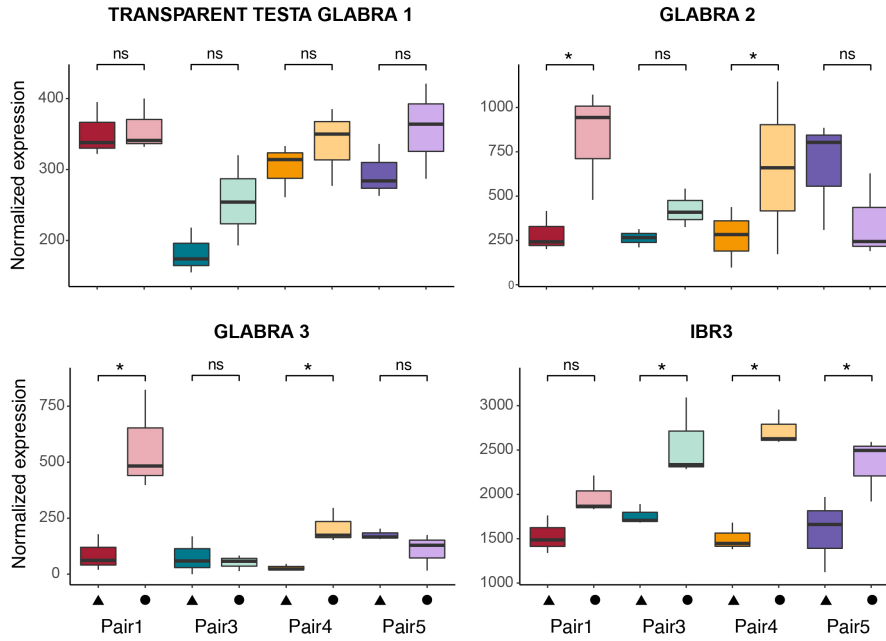 TRANSPARENT TESTA GLABRA 1
GLABRA 2
Normalized expression
400
300
200
ns
ns
ns
ns
1000
750
500
250
0
*
ns
*
ns
GLABRA 3
IBR3
Normalized expression
750
500
250
0
*
ns
*
ns
3000
2500
2000
1500
1000
ns
*
*
*
Pair1
Pair3
Pair4
Pair5
Pair1
Pair3
Pair4
Pair5